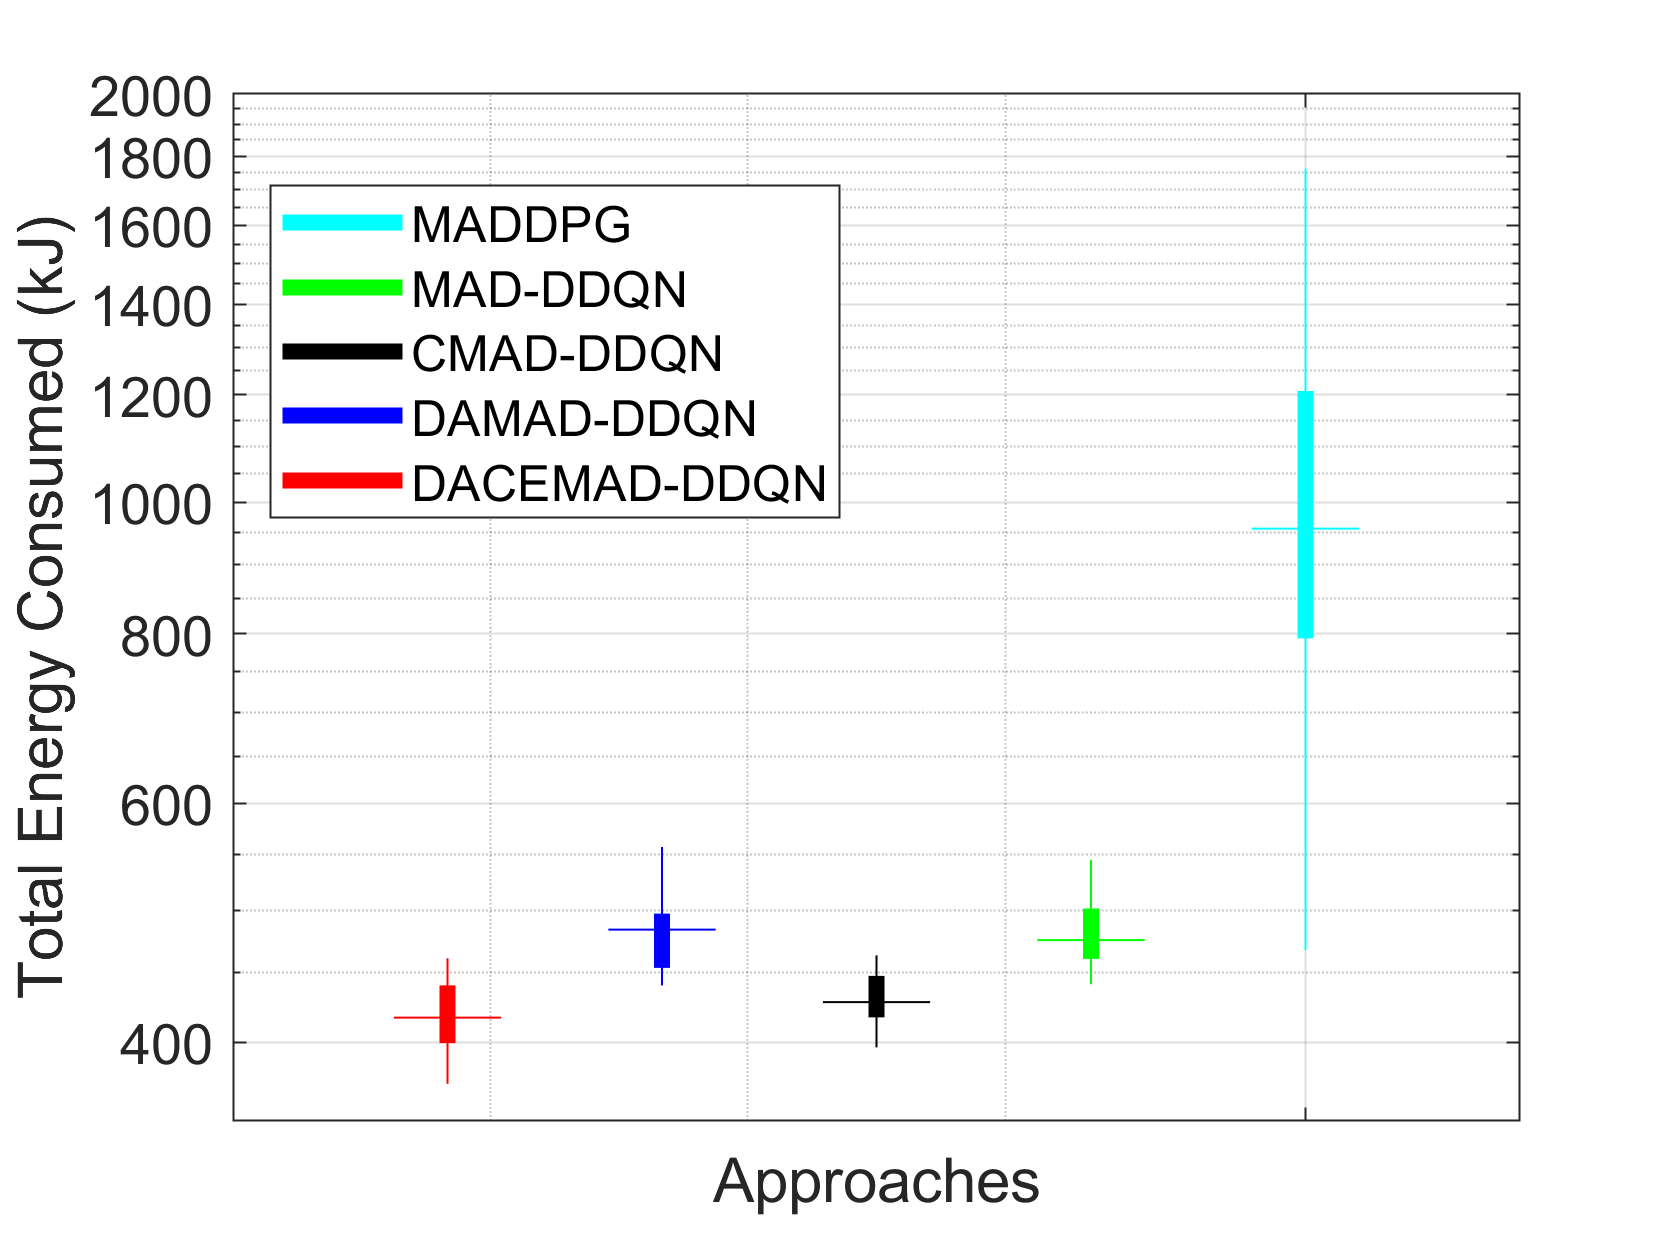 2000
1800
1600
1400
1200
1000
800
600
400
Total Energy Consumed (kJ)
MADDPG
MAD-DDQN
CMAD-DDQN
DAMAD-DDQN
DACEMAD-DDQN
Approaches